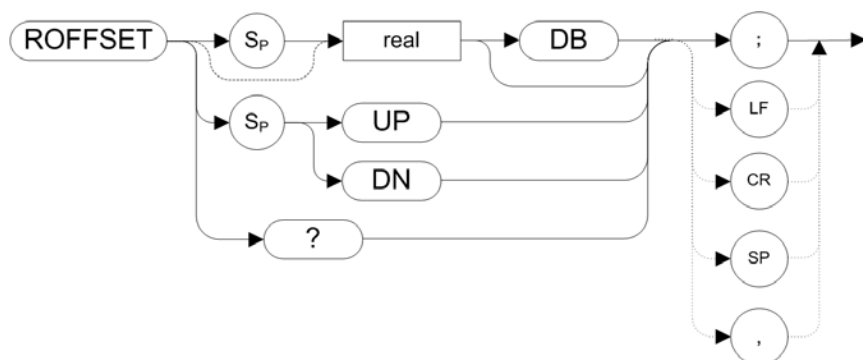 ROFFSET SP real DB ;
SP UP LF
DN CR
? SP
,